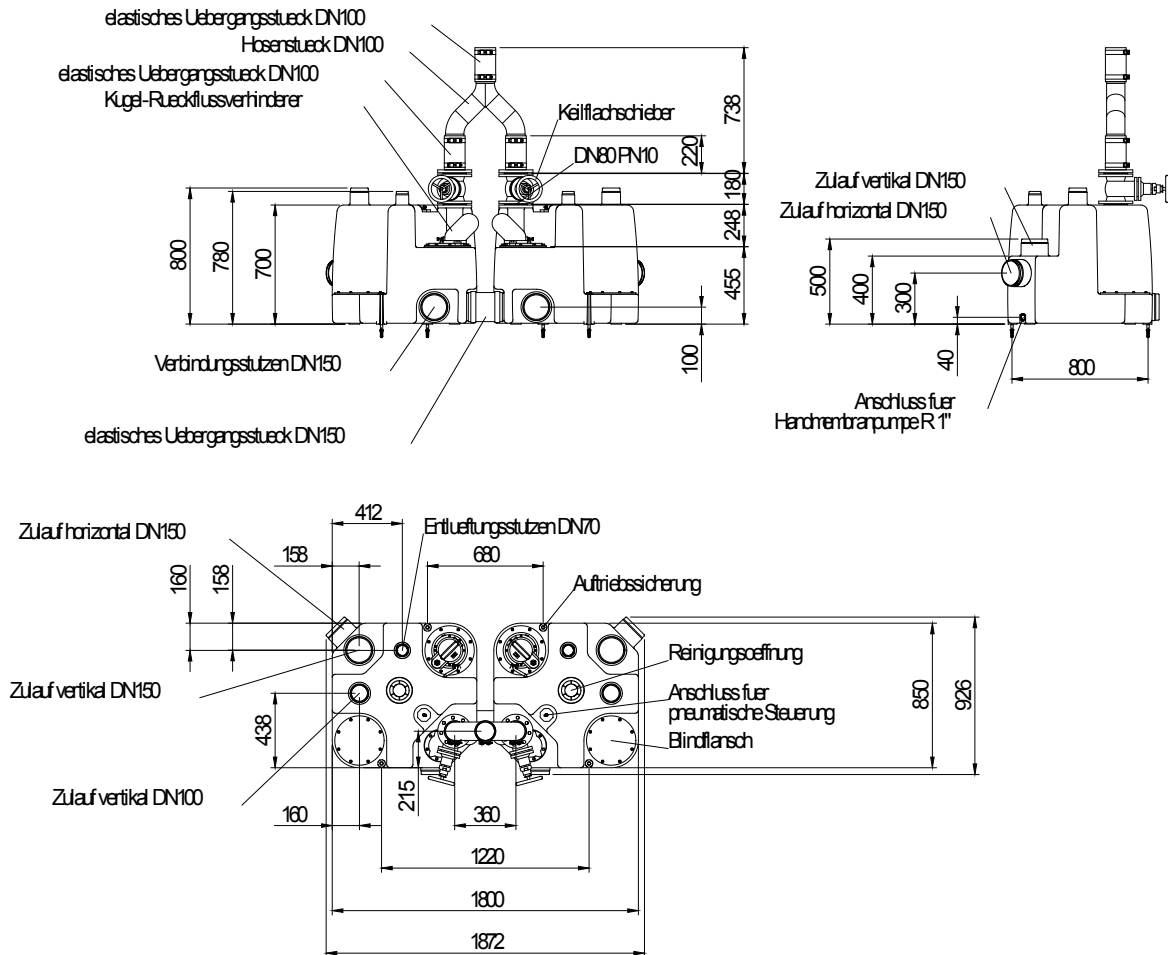 elastisches Uebergangsstueck DN100
Hosenstueck DN100
elastisches Uebergangsstueck DN100
Kugel-Rueckflussverhinderer
Keilflachschieber
DN80 PN10
738
220
180
248
455
100
800
780
700
Verbindungsstutzen DN150
elastisches Uebergangsstueck DN150
Zulauf vertikal DN150
Zulauf horizontal DN150
500
400
300
40
800
Anschluss fuer
Handmembranpumpe R 1"
Zulauf horizontal DN150
412
Entlueftungsstutzen DN70
158
680
160
158
Auftriebssicherung
Reinigungsoeffnung
Zulauf vertikal DN150
Anschluss fuer
pneumatische Steuerung
Blindflansch
850
926
438
Zulauf vertikal DN100
215
160
360
1220
1800
1872